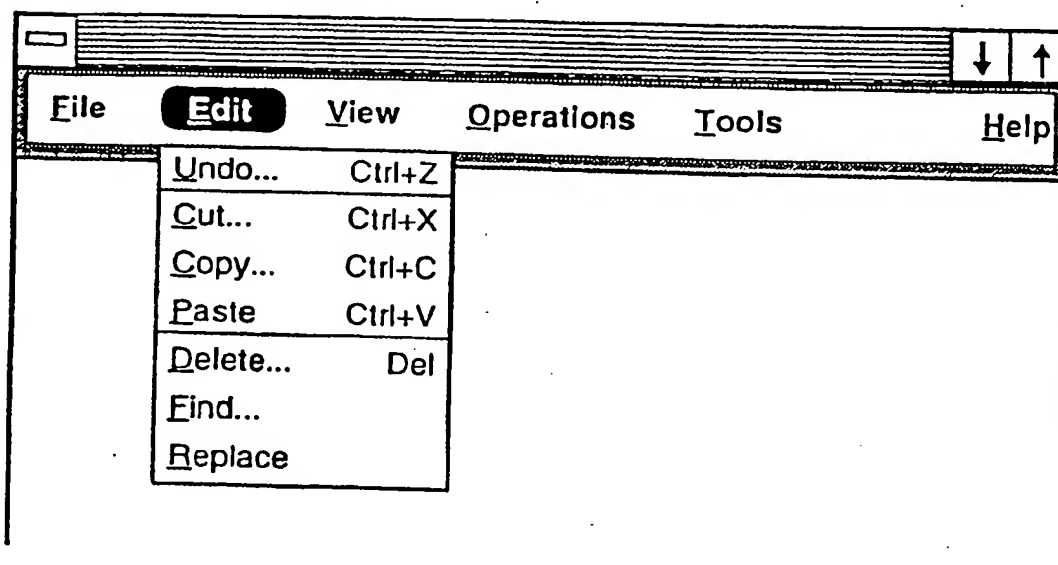 File Edit View Operations Tools Help
Undo... Ctrl+Z
Cut... Ctrl+X
Copy... Ctrl+C
Paste Ctrl+V
Delete... Del
Find...
Replace